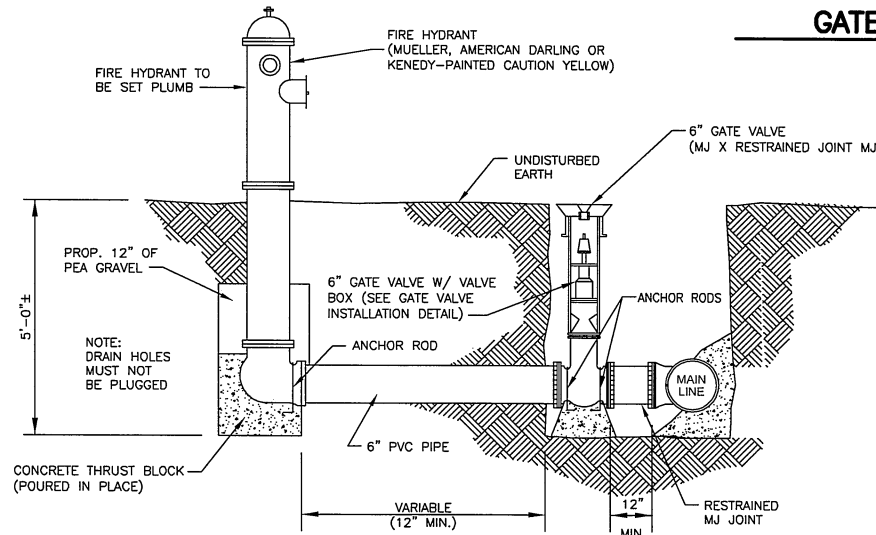 GATE
FIRE HYDRANT
(MUELLER, AMERICAN DARLING OR
KENEDY-PAINTED CAUTION YELLOW)
FIRE HYDRANT TO
BE SET PLUMB
6" GATE VALVE
(MJ X RESTRAINED JOINT MJ
UNDISTURBED
EARTH
PROP. 12" OF
PEA GRAVEL
5'-0"±
6" GATE VALVE W/ VALVE
BOX (SEE GATE VALVE
INSTALLATION DETAIL)
ANCHOR RODS
NOTE:
DRAIN HOLES
MUST NOT
BE PLUGGED
ANCHOR ROD
MAIN
LINE
6" PVC PIPE
CONCRETE THRUST BLOCK
(POURED IN PLACE)
VARIABLE
(12" MIN.)
12"
MIN
RESTRAINED
MJ JOINT